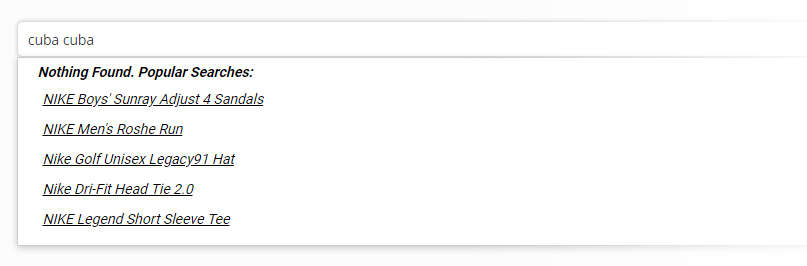 cuba cuba
Nothing Found. Popular Searches:
NIKE Boys' Sunray Adjust 4 Sandals
NIKE Men's Roshe Run
Nike Golf Unisex Legacy91 Hat
Nike Dri-Fit Head Tie 2.0
NIKE Legend Short Sleeve Tee